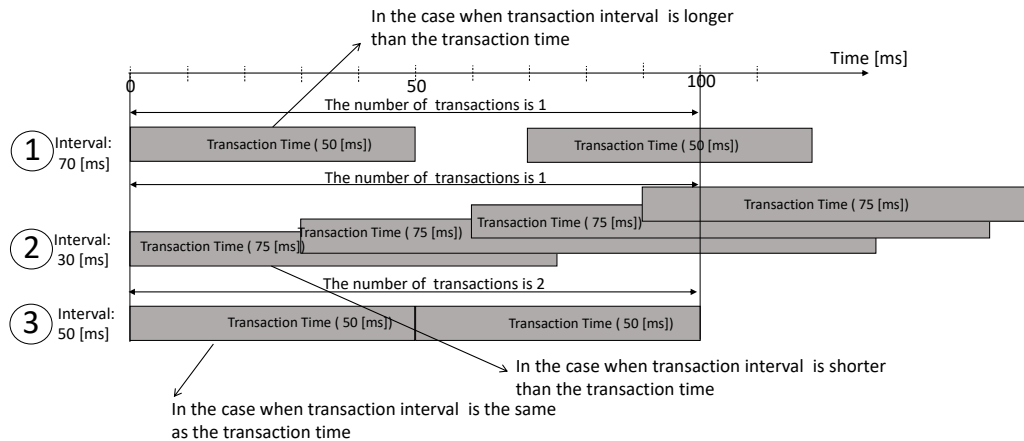 In the case when transaction interval is longer
than the transaction time
Time [ms]
0
50
100
The number of transactions is 1
1
Interval:
70 [ms]
Transaction Time ( 50 [ms])
Transaction Time ( 50 [ms])
The number of transactions is 1
2
Interval:
30 [ms]
Transaction Time ( 75 [ms])
Transaction Time ( 75 [ms])
Transaction Time ( 75 [ms])
Transaction Time ( 75 [ms])
The number of transactions is 2
3
Interval:
50 [ms]
Transaction Time ( 50 [ms])
Transaction Time ( 50 [ms])
In the case when transaction interval is shorter
than the transaction time
In the case when transaction interval is the same
as the transaction time